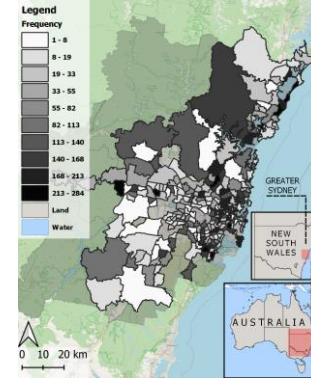 Legend
Frequency
1 - 8
8 - 19
19 - 33
33 - 55
55 - 82
82 - 113
113 - 140
140 - 168
168 - 213
213 - 284
Land
Water
GREATER
SYDNEY
NEW
SOUTH
WALES
AUSTRALIA
0 10 20 km